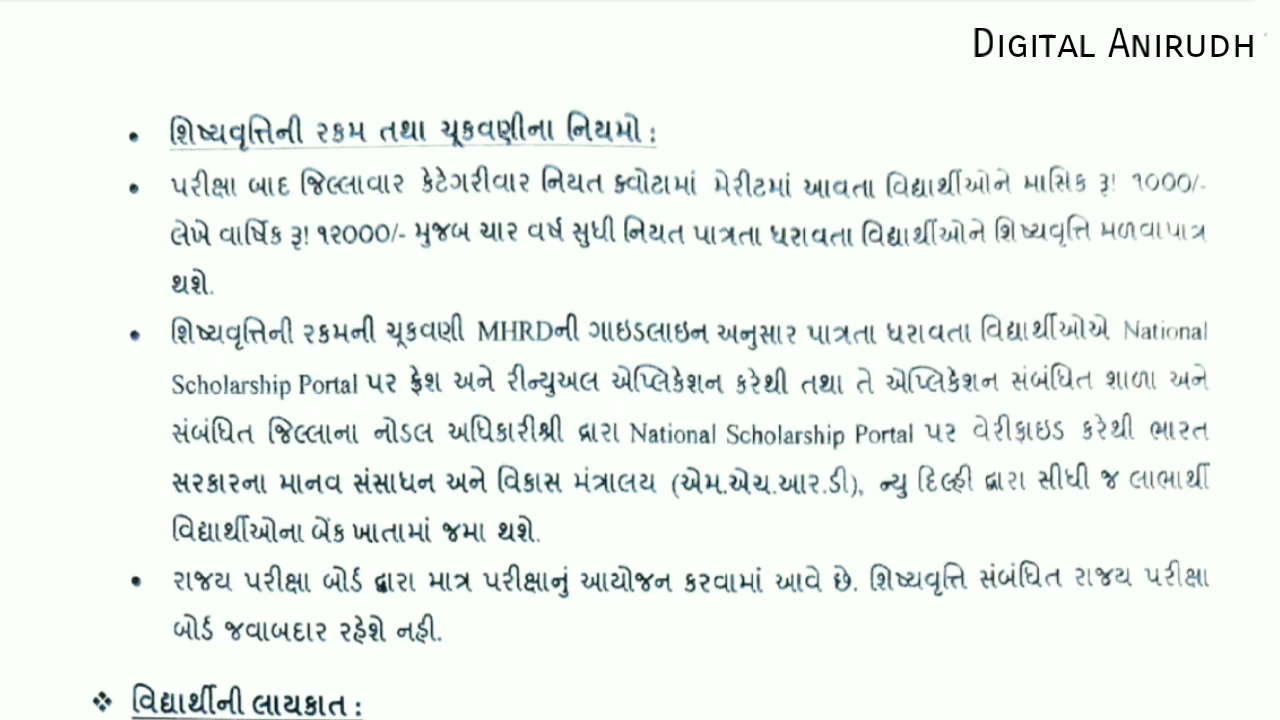 DIGITAL ANIRUDH
• શિષ્યવૃત્તિની રકમ તથા ચૂકવણીના નિયમો :
• પરીક્ષા બાદ જિલ્લાવાર કેટેગરીવાર નિયત ક્વોટામાં મેરીટમાં આવતા વિદ્યાર્થીઓને માસિક રૂ! ૧૦૦૦/-
લેખે વાર્ષિક રૂ! ૧૨૦૦૦/- મુજબ ચાર વર્ષ સુધી નિયત પાત્રતા ધરાવતા વિદ્યાર્થીઓને શિષ્યવૃત્તિ મળવાપાત્ર
થશે.
• શિષ્યવૃત્તિની રકમની ચૂકવણી MHRDની ગાઇડલાઇન અનુસાર પાત્રતા ધરાવતા વિદ્યાર્થીઓએ National
Scholarship Portal પર ફ્રેશ અને રીન્યુઅલ એપ્લિકેશન કરેથી તથા તે એપ્લિકેશન સંબંધિત શાળા અને
સંબંધિત જિલ્લાના નોડલ અધિકારીશ્રી દ્વારા National Scholarship Portal પર વેરીફાઇડ કરેથી ભારત
સરકારના માનવ સંસાધન અને વિકાસ મંત્રાલય (એમ.એચ.આર.ડી), ન્યુ દિલ્હી દ્વારા સીધી જ લાભાર્થી
વિદ્યાર્થીઓના બેંક ખાતામાં જમા થશે.
• રાજય પરીક્ષા બોર્ડ દ્વારા માત્ર પરીક્ષાનું આયોજન કરવામાં આવે છે. શિષ્યવૃત્તિ સંબંધિત રાજય પરીક્ષા
બોર્ડ જવાબદાર રહેશે નહી.
❖ વિદ્યાર્થીની લાયકાત :